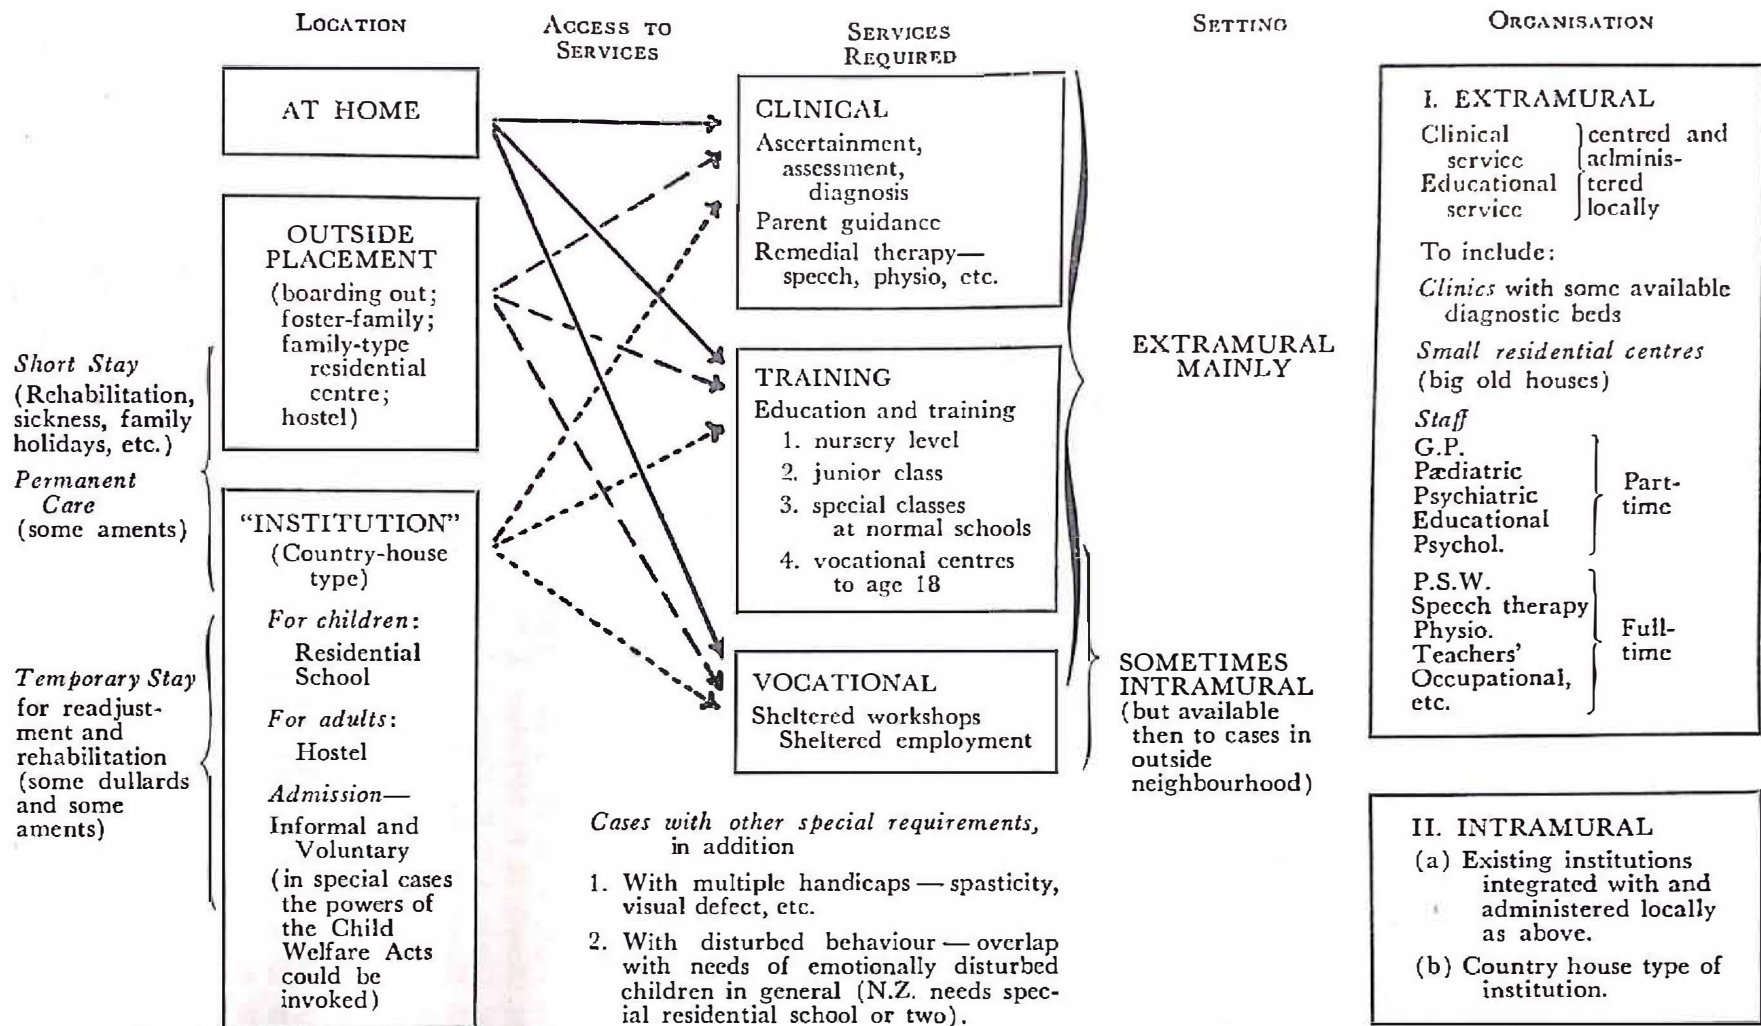 LOCATION
ACCESS TO
SERVICES
SERVICES
REQUIRED
SETTING
ORGANISATION
Short Stay
(Rehabilitation,
sickness, family
holidays, etc.)
Permanent
Care
(some aments)
Temporary Stay
for readjust-
ment and
rehabilitation
(some dullards
and some
aments)
AT HOME
OUTSIDE
PLACEMENT
(boarding out;
foster-family;
family-type
residential
centre;
hostel)
"INSTITUTION"
(Country-house
type)
For children:
Residential
School
For adults:
Hostel
Admission—
Informal and
Voluntary
(in special cases
the powers of
the Child
Welfare Acts
could be
invoked)
CLINICAL
Ascertainment,
assessment,
diagnosis
Parent guidance
Remedial therapy—
speech, physio, etc.
TRAINING
Education and training
1. nursery level
2. junior class
3. special classes
at normal schools
4. vocational centres
to age 18
VOCATIONAL
Sheltered workshops
Sheltered employment
Cases with other special requirements,
in addition
1. With multiple handicaps — spasticity,
visual defect, etc.
2. With disturbed behaviour — overlap
with needs of emotionally disturbed
children in general (N.Z. needs spec-
ial residential school or two).
EXTRAMURAL
MAINLY
SOMETIMES
INTRAMURAL
(but available
then to cases in
outside
neighbourhood)
I. EXTRAMURAL
Clinical centred and
service adminis-
Educational tered
service locally
To include:
Clinics with some available
diagnostic beds
Small residential centres
(big old houses)
Staff
G.P.
Pædiatric
Psychiatric
Educational
Psychol.
Part-
time
P.S.W.
Speech therapy
Physio.
Teachers'
Occupational,
etc.
Full-
time
II. INTRAMURAL
(a) Existing institutions
integrated with and
administered locally
as above.
(b) Country house type of
institution.